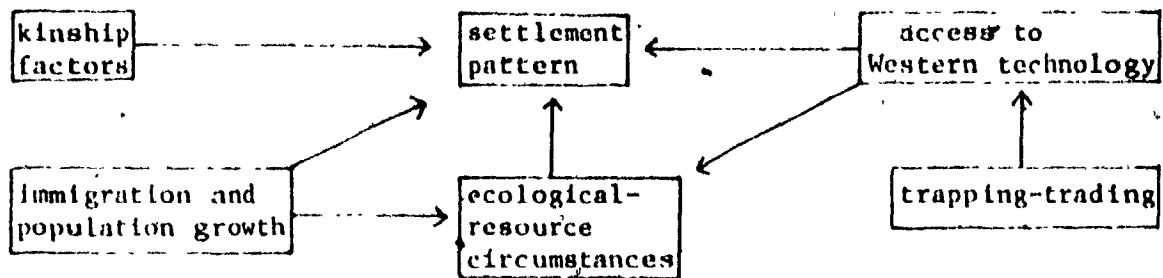 kinship
factors
settlement
pattern
access to
Western technology
immigration and
population growth
ecological-
resource
circumstances
trapping-trading